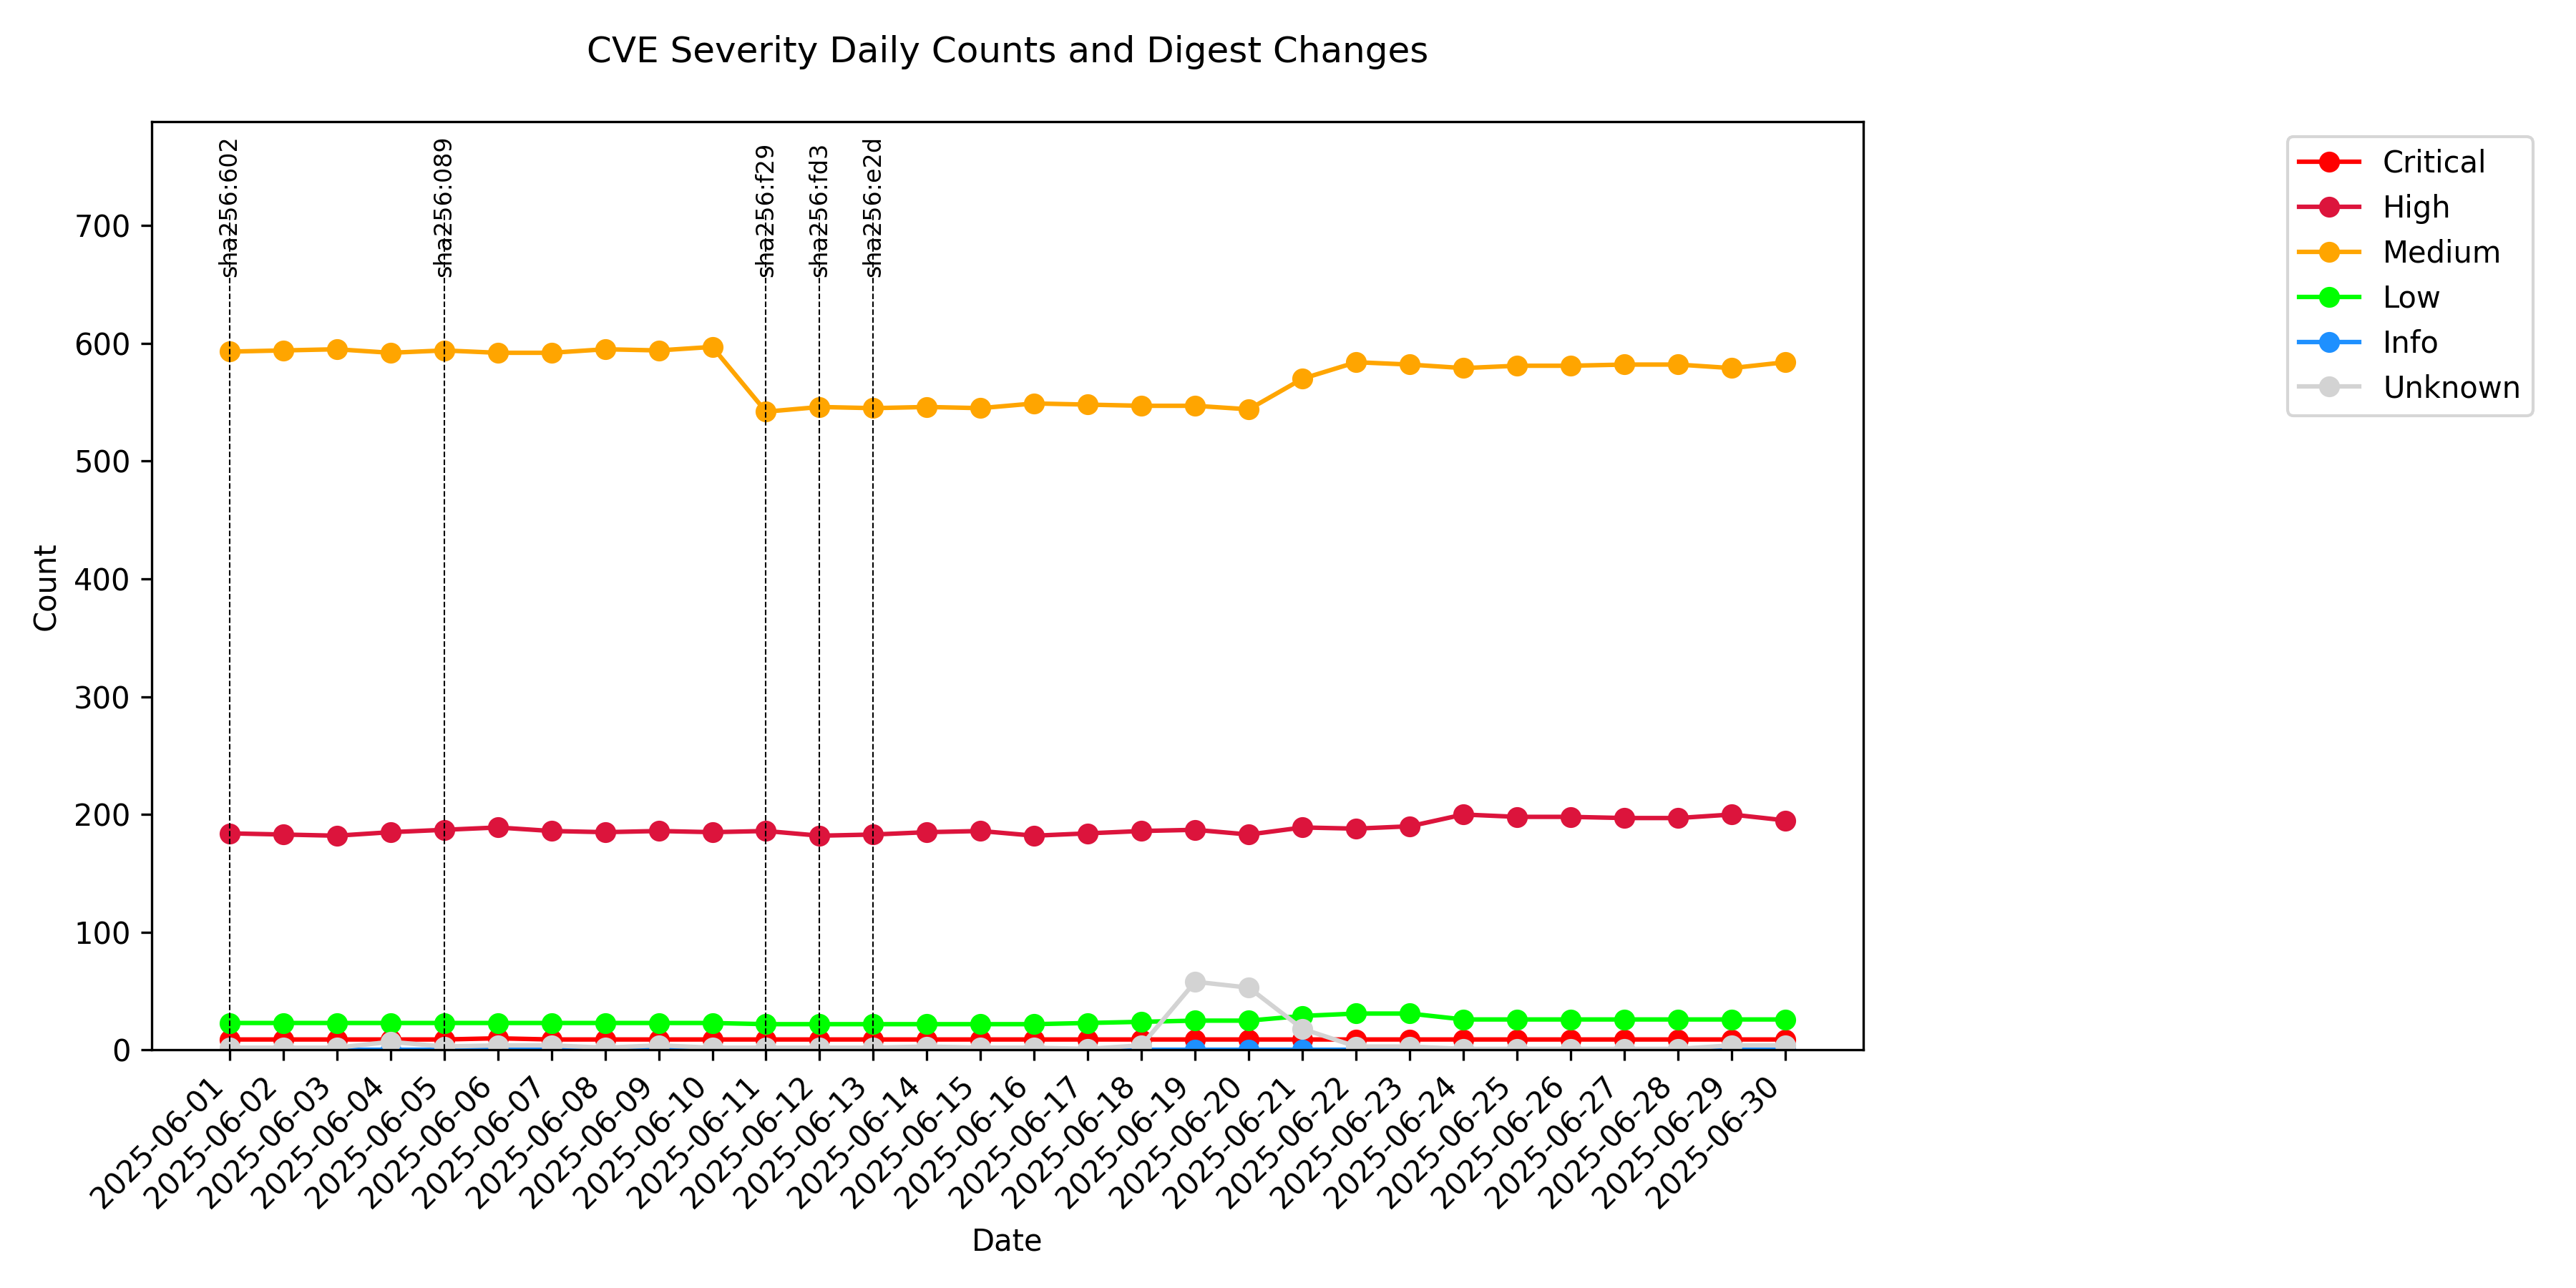 CVE Severity Daily Counts and Digest Changes
sha256:602
sha256:089
sha256:f29
sha256:fd3
sha256:e2d
Critical
High
Medium
Low
Info
Unknown
700
600
500
400
300
200
100
0
Count
2025-06-01
2025-06-02
2025-06-03
2025-06-04
2025-06-05
2025-06-06
2025-06-07
2025-06-08
2025-06-09
2025-06-10
2025-06-11
2025-06-12
2025-06-13
2025-06-14
2025-06-15
2025-06-16
2025-06-17
2025-06-18
2025-06-19
2025-06-20
2025-06-21
2025-06-22
2025-06-23
2025-06-24
2025-06-25
2025-06-26
2025-06-27
2025-06-28
2025-06-29
2025-06-30
Date